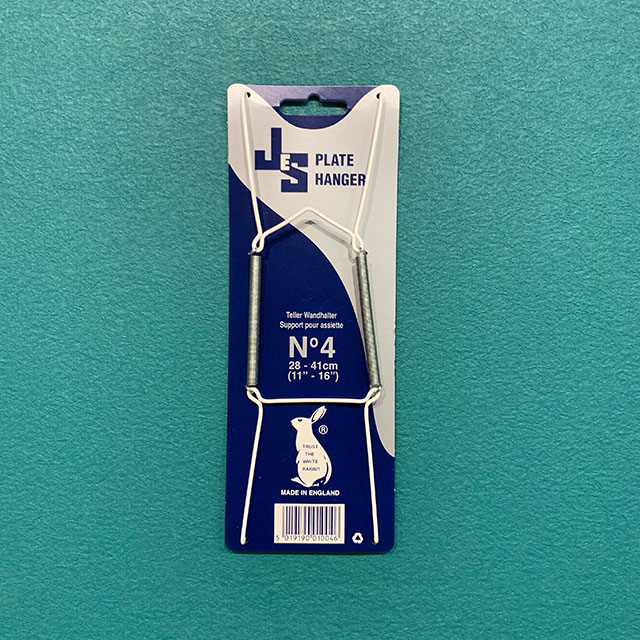 JES
PLATE
HANGER
Teller Wandhalter
Support pour assiette
Nº4
28 - 41cm
(11" - 16")
®
TRUST
THE
WHITE
RABBIT
MADE IN ENGLAND
5 019190 010046